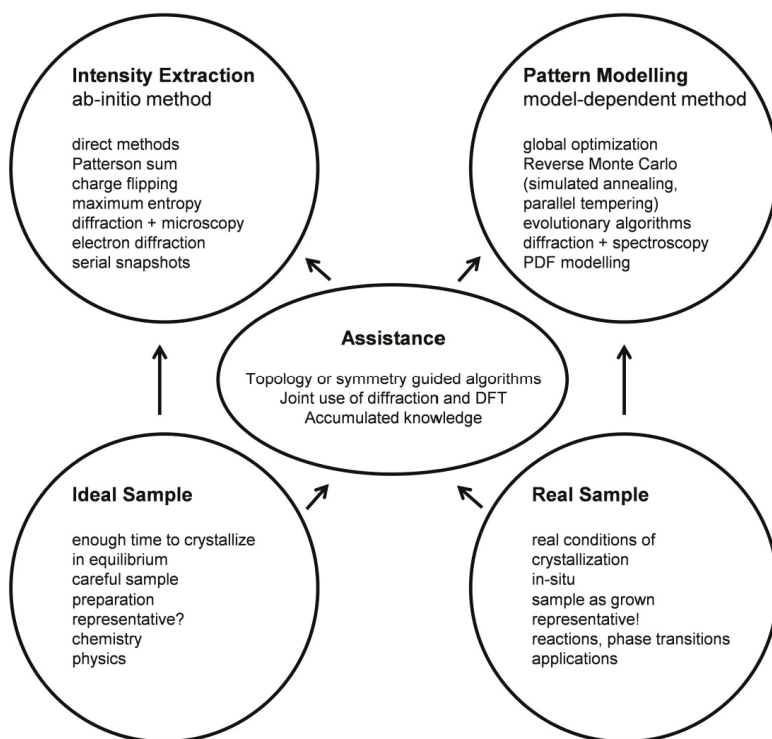 Intensity Extraction
ab-initio method
direct methods
Patterson sum
charge flipping
maximum entropy
diffraction + microscopy
electron diffraction
serial snapshots
Pattern Modelling
model-dependent method
global optimization
Reverse Monte Carlo
(simulated annealing,
parallel tempering)
evolutionary algorithms
diffraction + spectroscopy
PDF modelling
Assistance
Topology or symmetry guided algorithms
Joint use of diffraction and DFT
Accumulated knowledge
Ideal Sample
enough time to crystallize
in equilibrium
careful sample
preparation
representative?
chemistry
physics
Real Sample
real conditions of
crystallization
in-situ
sample as grown
representative!
reactions, phase transitions
applications